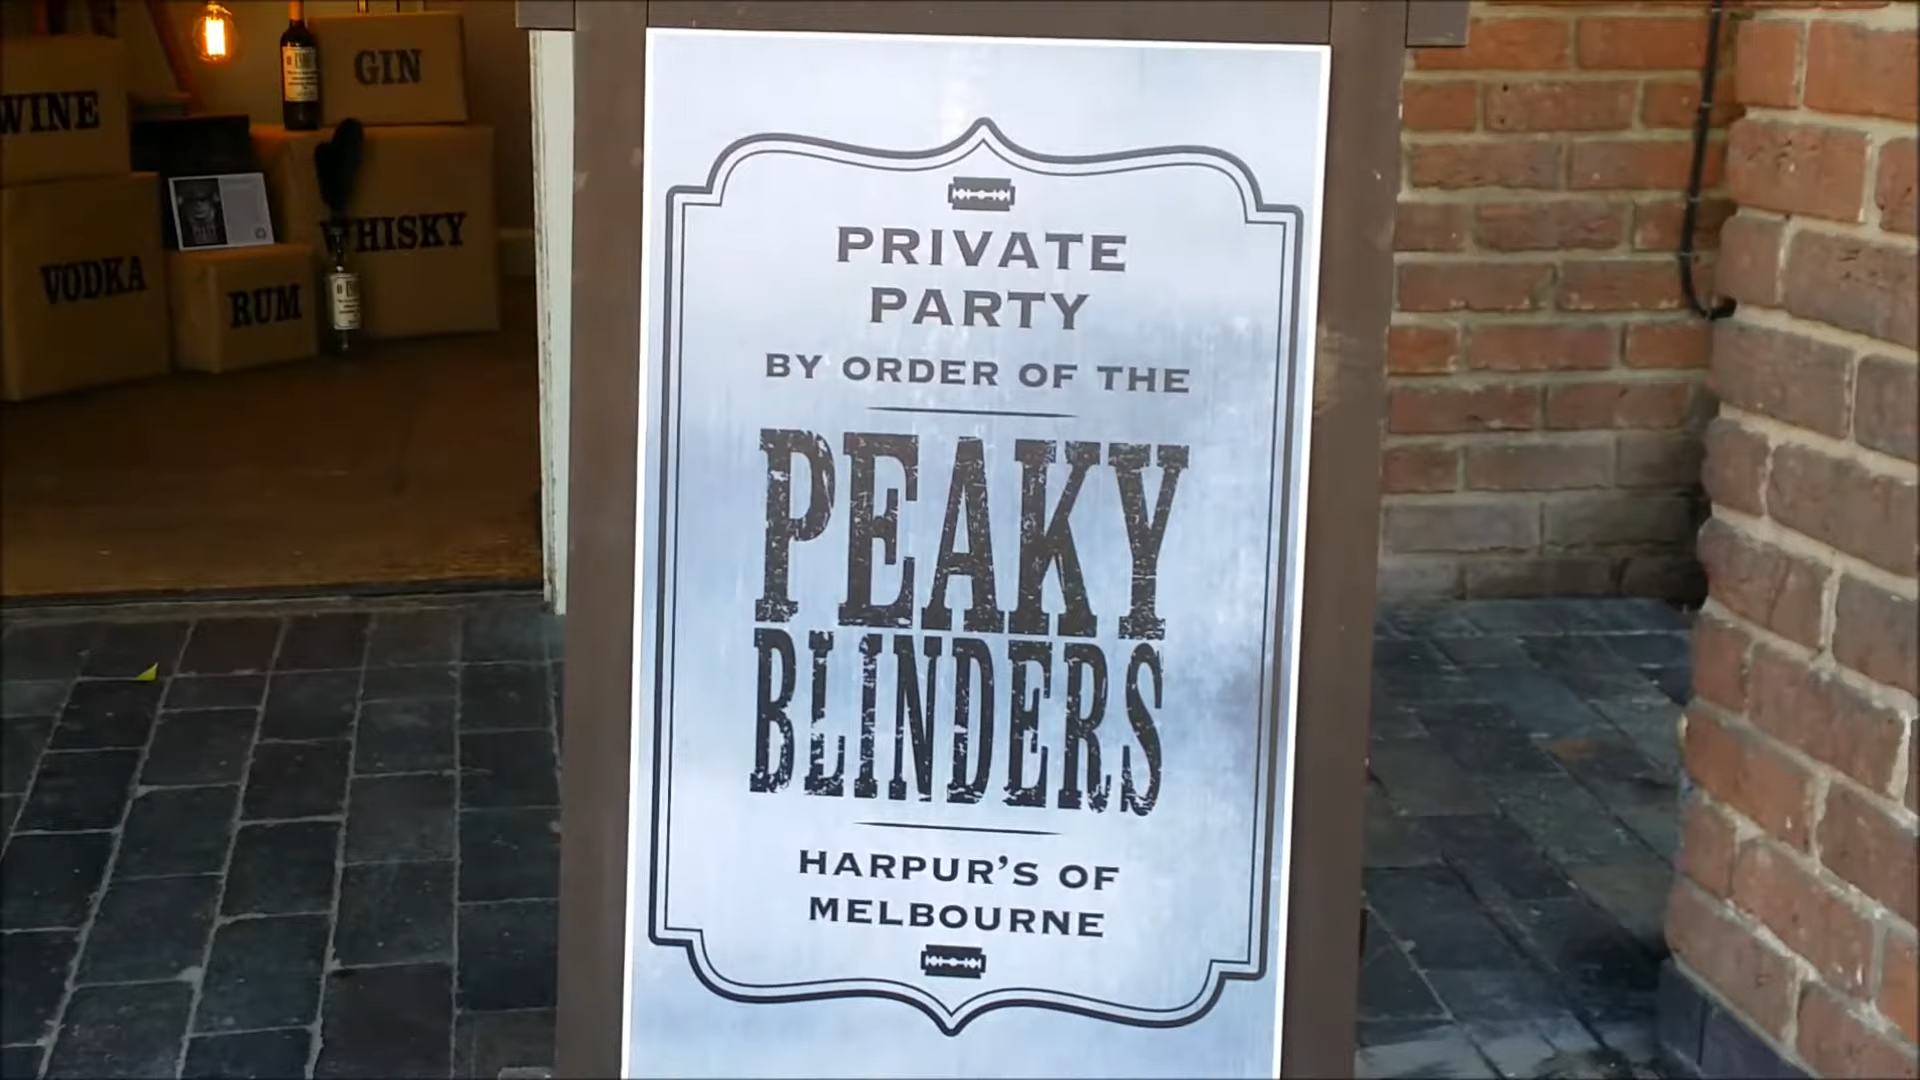 WINE
GIN
VODKA
RUM
WHISKY
PRIVATE
PARTY
BY ORDER OF THE
PEAKY
BLINDERS
HARPUR'S OF
MELBOURNE